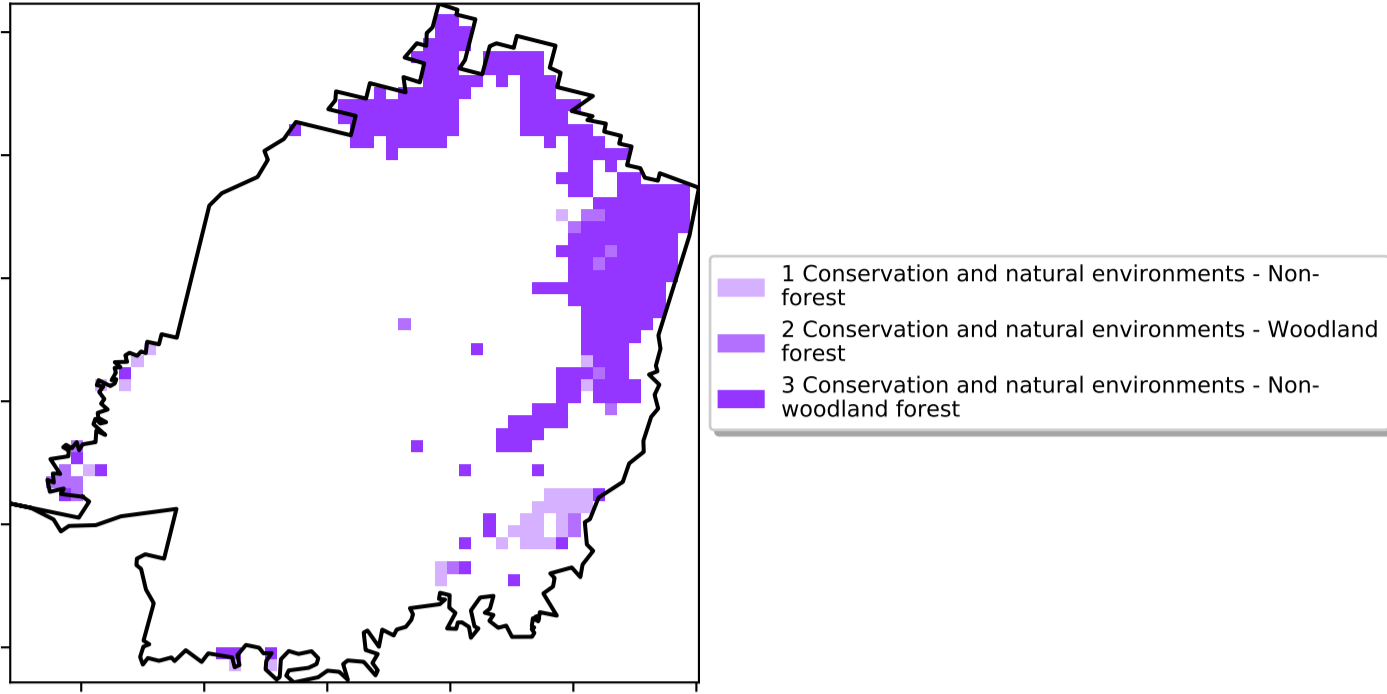 1 Conservation and natural environments - Non-
forest
2 Conservation and natural environments - Woodland
forest
3 Conservation and natural environments - Non-
woodland forest